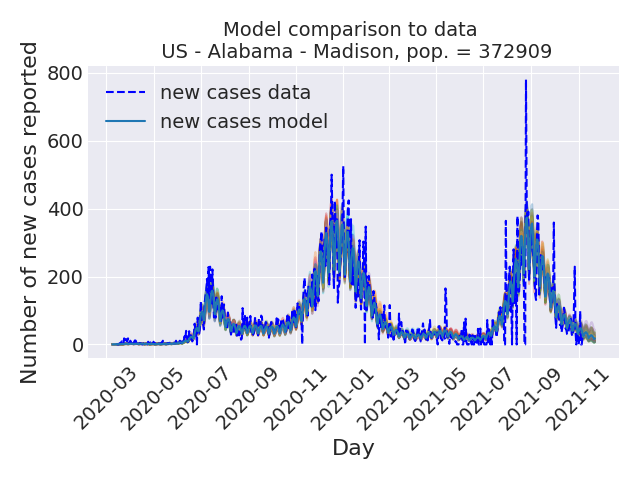 Model comparison to data
US - Alabama - Madison, pop. = 372909
Number of new cases reported
800
600
400
200
0
new cases data
new cases model
2020-03
2020-05
2020-07
2020-09
2020-11
2021-01
2021-03
2021-05
2021-07
2021-09
2021-11
Day